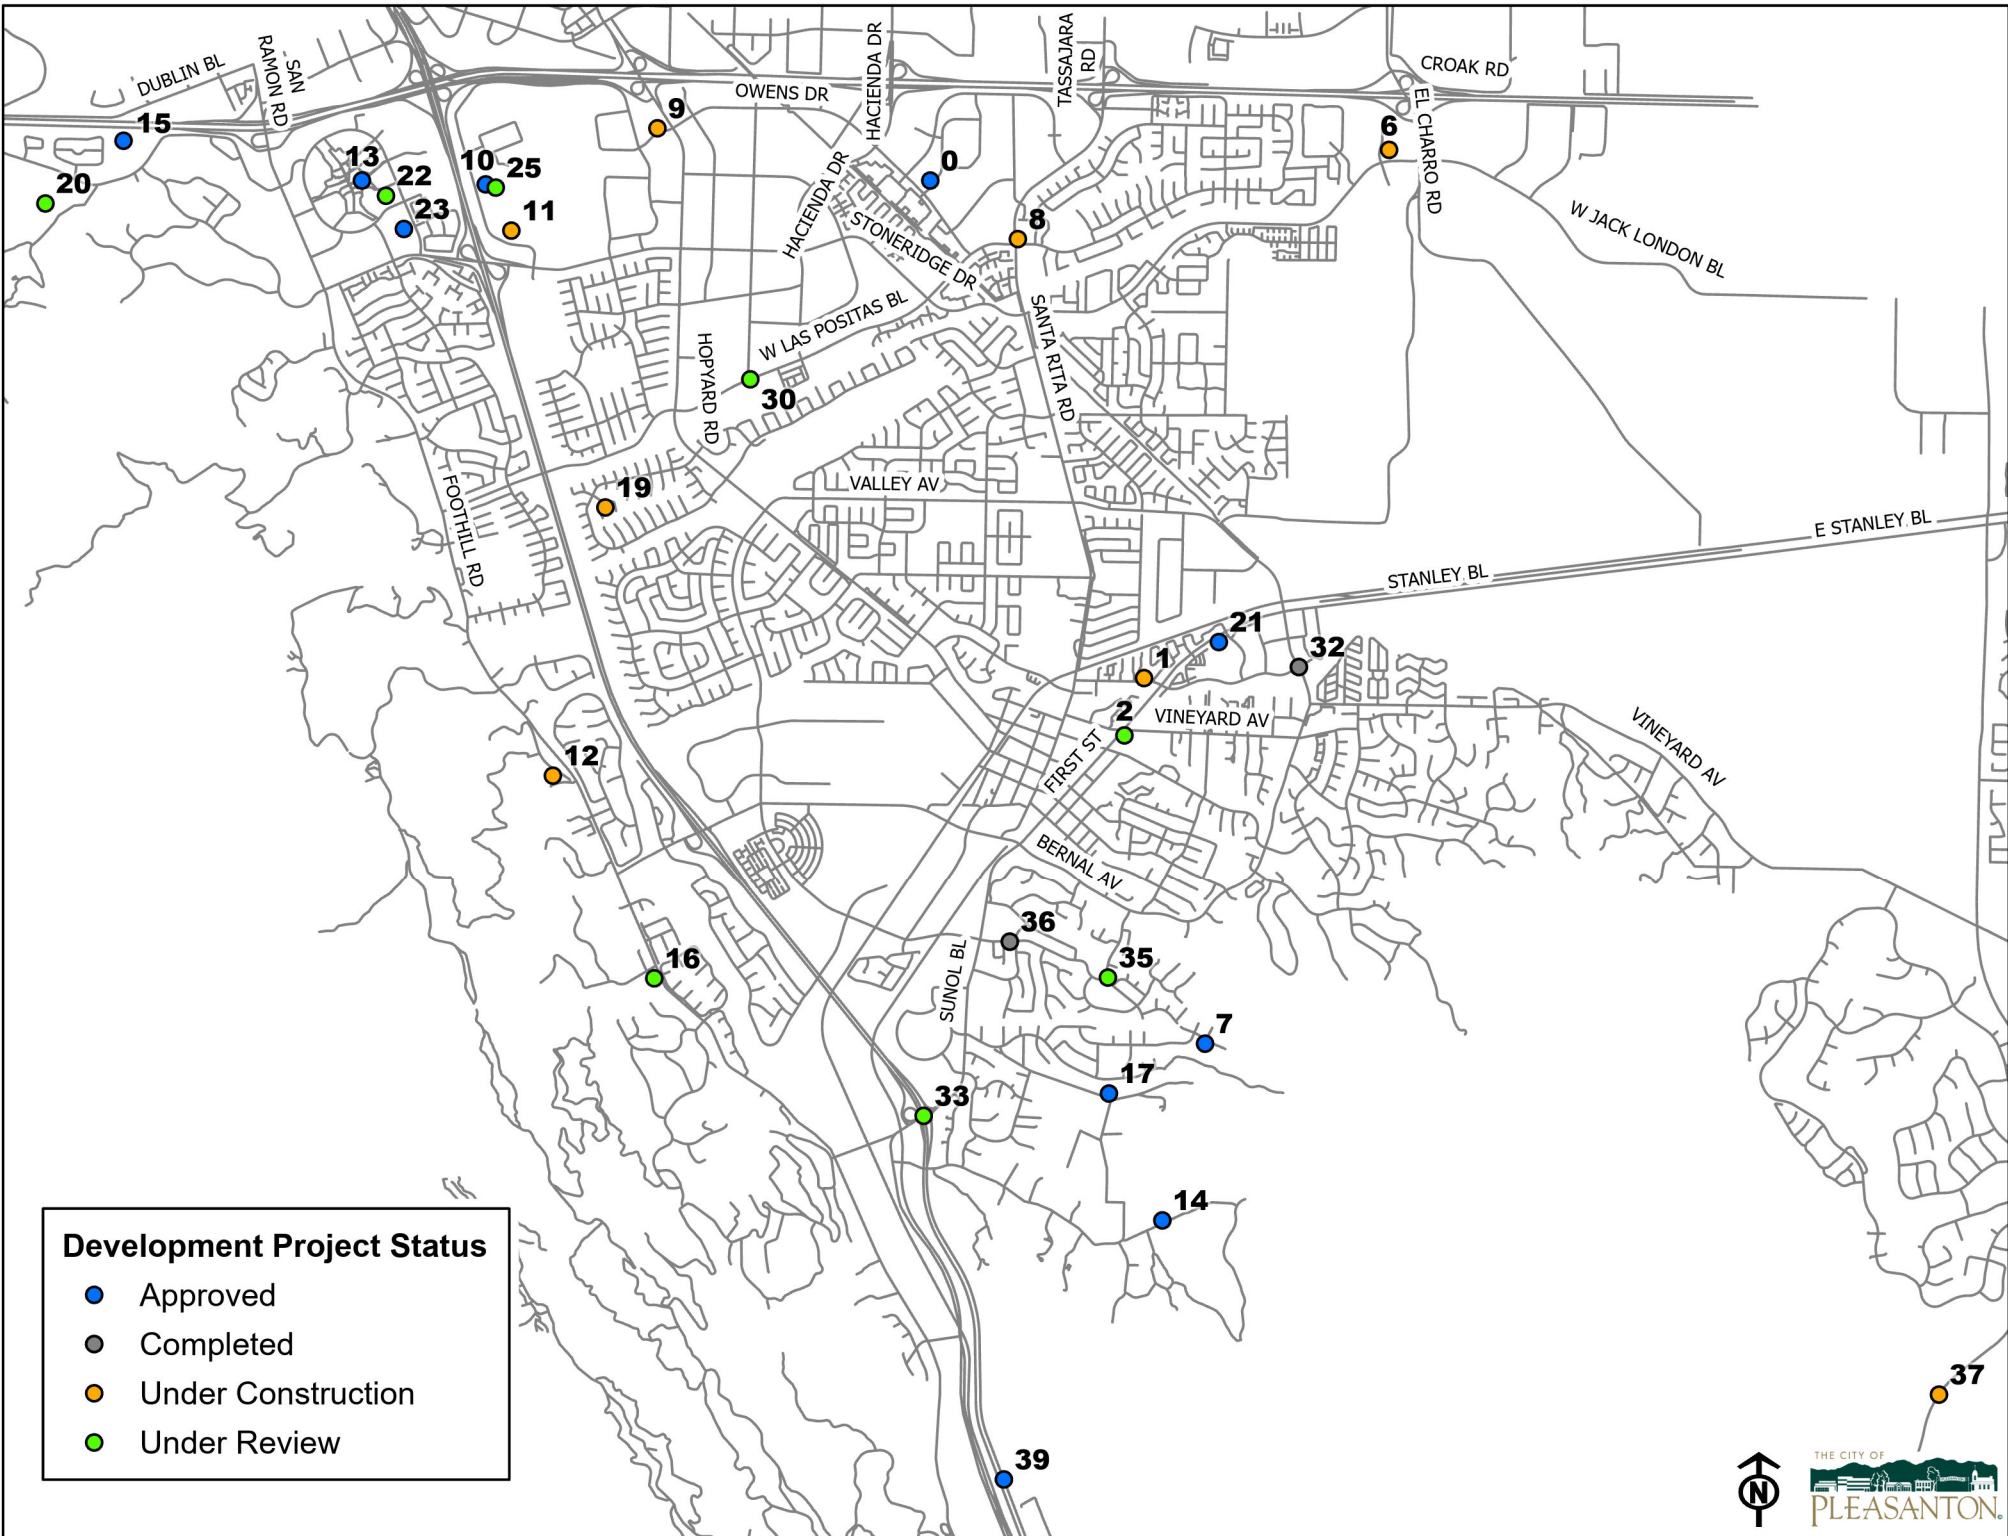 DUBLIN BL
SAN
RAMON RD
HACIENDA DR
TASSAJARA
RD
CROAK RD
OWENS DR
EL CHARRO RD
15
9
6
13
10
25
0
20
22
23
11
HACIENDA DR
8
STONERIDGE DR
W JACK LONDON BL
W LAS POSITAS BL
SANTA RITA RD
HOPYARD RD
30
VALLEY AV
19
FOOTHILL RD
E STANLEY BL
STANLEY BL
21
32
1
2
VINEYARD AV
VINEYARD AV
FIRST ST
12
BERNAL AV
36
16
35
SUNOL BL
7
17
33
14
Development Project Status
Approved
Completed
Under Construction
Under Review
37
39
N
THE CITY OF
PLEASANTON